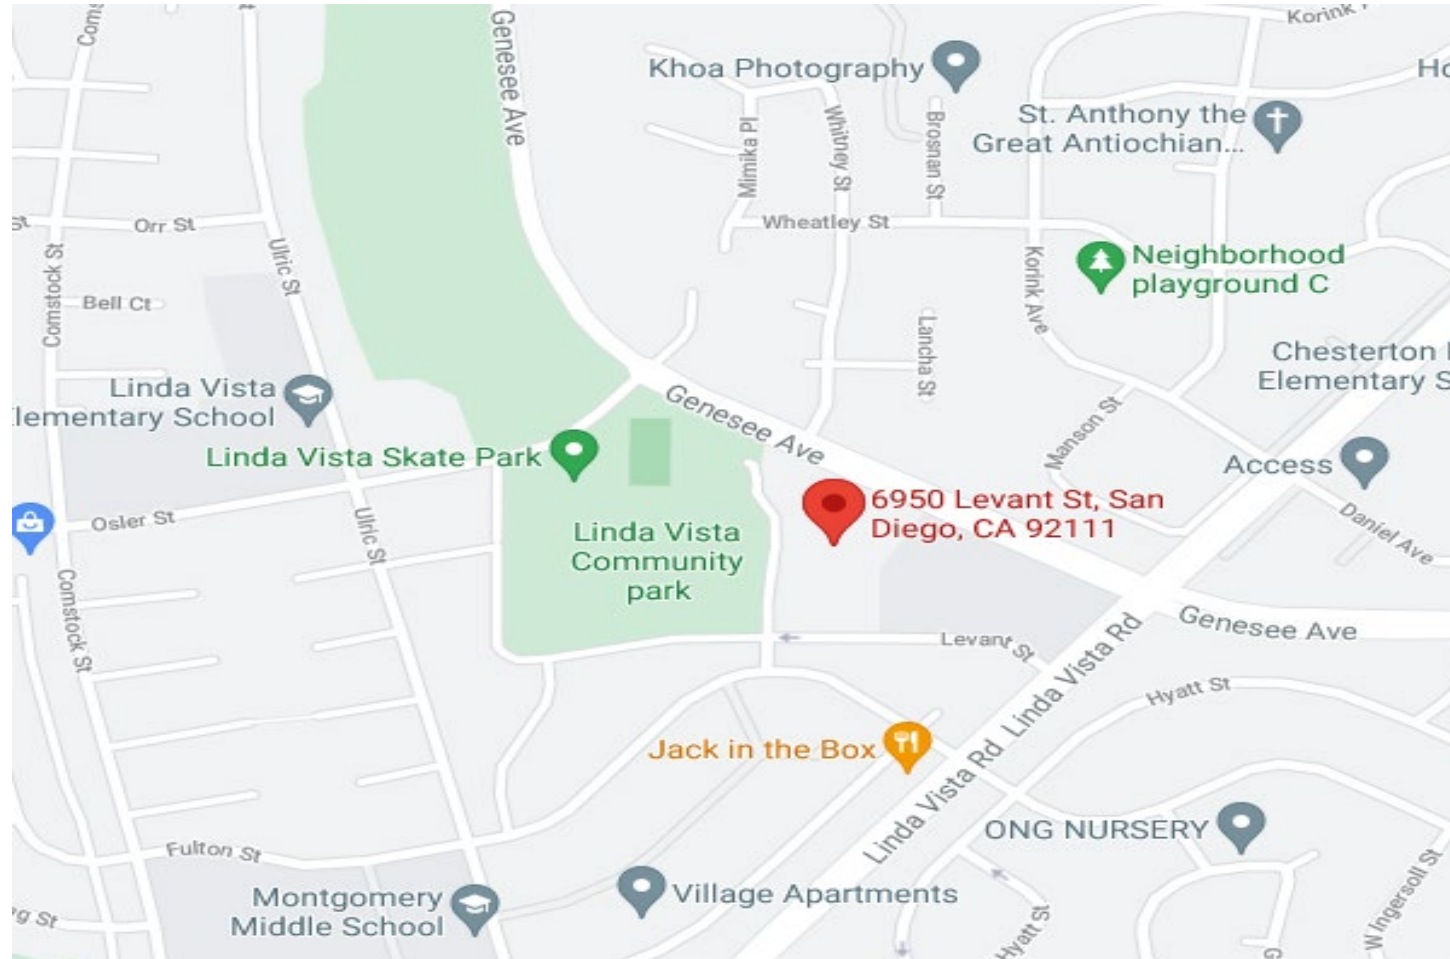 Korink
Genesee Ave
Khoa Photography
Ho
St. Anthony the
Great Antiochian...
Mimika Pl
Whitney St
Brosnan St
Orr St
Wheatley St
Ulric St
Comstock St
Bell Ct
Korink Ave
Neighborhood
playground C
Lancha St
Chesterton
Elementary S
Linda Vista
Elementary School
Genesee Ave
Manson St
Linda Vista Skate Park
Access
6950 Levant St, San
Diego, CA 92111
Osler St
Ulric St
Daniel Ave
Linda Vista
Community
park
Comstock St
Levant St
Genesee Ave
Linda Vista Rd
Hyatt St
Jack in the Box
Linda Vista Rd
ONG NURSERY
Fulton St
Village Apartments
Montgomery
Middle School
Hyatt St
W Ingersoll St